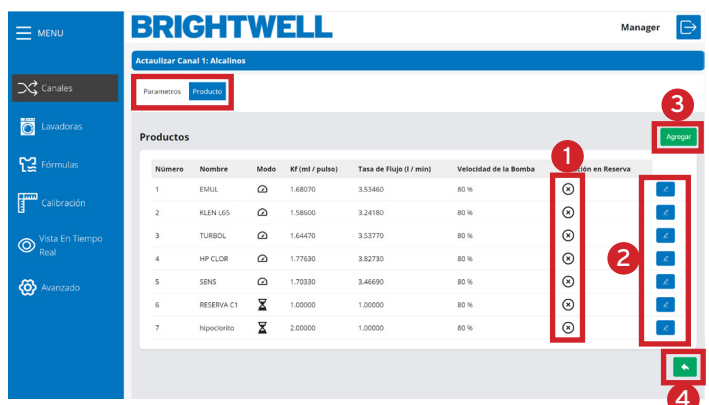 MENU
BRIGHTWELL
Manager
Actaulizar Canal 1: Alcalinos
Canales
Parametros Producto
3
Lavadoras
Productos
Agregar
Fórmulas
1
Número Nombre Modo Kf (ml / pulso) Tasa de Flujo (l / min) Velocidad de la Bomba ción en Reserva
1 EMUL 1.68070 3.53460 80 %
Calibración
2 KLEN L65 1.58600 3.24180 80 %
3 TURBOL 1.64470 3.53770 80 %
Vista En Tiempo
Real
4 HP CLOR 1.77630 3.82730 80 %
2
5 SENS 1.70330 3.46690 80 %
Avanzado
6 RESERVA C1 1.00000 1.00000 80 %
7 hipoclorito 2.00000 1.00000 80 %
4